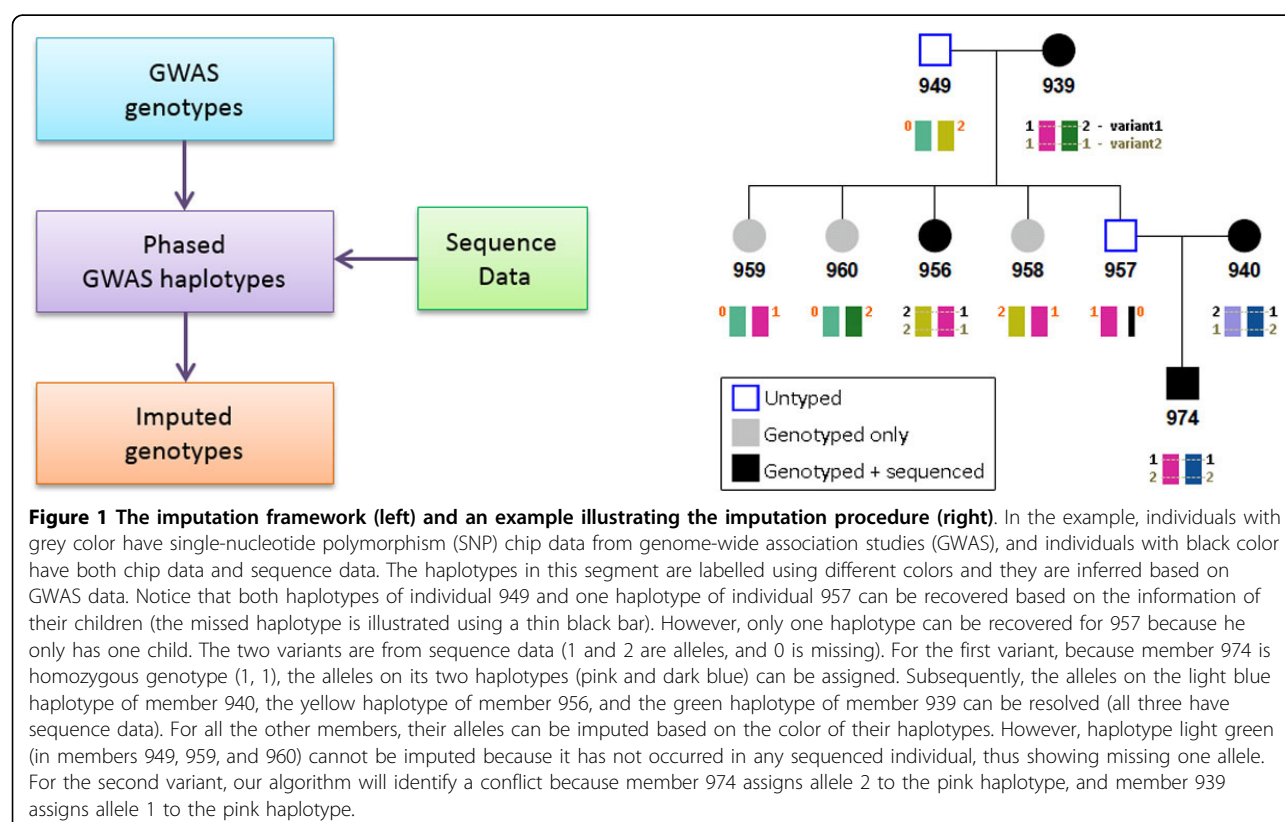 GWAS
genotypes
Phased
GWAS haplotypes
Sequence
Data
Imputed
genotypes
949
939
0
2
1
2 - variant1
1
1 - variant2
959
960
956
958
957
940
0
1
0
2
2
1
2
1
2
1
1
0
2
1
1
2
Untyped
Genotyped only
Genotyped + sequenced
974
1
1
2
2
Figure 1 The imputation framework (left) and an example illustrating the imputation procedure (right). In the example, individuals with
grey color have single-nucleotide polymorphism (SNP) chip data from genome-wide association studies (GWAS), and individuals with black color
have both chip data and sequence data. The haplotypes in this segment are labelled using different colors and they are inferred based on
GWAS data. Notice that both haplotypes of individual 949 and one haplotype of individual 957 can be recovered based on the information of
their children (the missed haplotype is illustrated using a thin black bar). However, only one haplotype can be recovered for 957 because he
only has one child. The two variants are from sequence data (1 and 2 are alleles, and 0 is missing). For the first variant, because member 974 is
homozygous genotype (1, 1), the alleles on its two haplotypes (pink and dark blue) can be assigned. Subsequently, the alleles on the light blue
haplotype of member 940, the yellow haplotype of member 956, and the green haplotype of member 939 can be resolved (all three have
sequence data). For all the other members, their alleles can be imputed based on the color of their haplotypes. However, haplotype light green
(in members 949, 959, and 960) cannot be imputed because it has not occurred in any sequenced individual, thus showing missing one allele.
For the second variant, our algorithm will identify a conflict because member 974 assigns allele 2 to the pink haplotype, and member 939
assigns allele 1 to the pink haplotype.